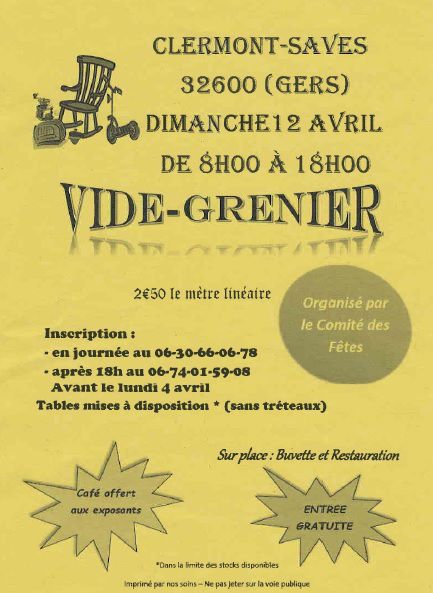 CLERMONT-SAVES
32600 (GERS)
DIMANCHE12 AVRIL
DE 8H00 À 18H00
VIDE-GRENIER
2€50 le mètre linéaire
Organisé par
le Comité des
Fêtes
Inscription :
- en journée au 06-30-66-06-78
- après 18h au 06-74-01-59-08
Avant le lundi 4 avril
Tables mises à disposition * (sans tréteaux)
Sur place : Buvette et Restauration
Café offert
aux exposants
ENTREE
GRATUITE
*Dans la limite des stocks disponibles
Imprimé par nos soins – Ne pas jeter sur la voie publique